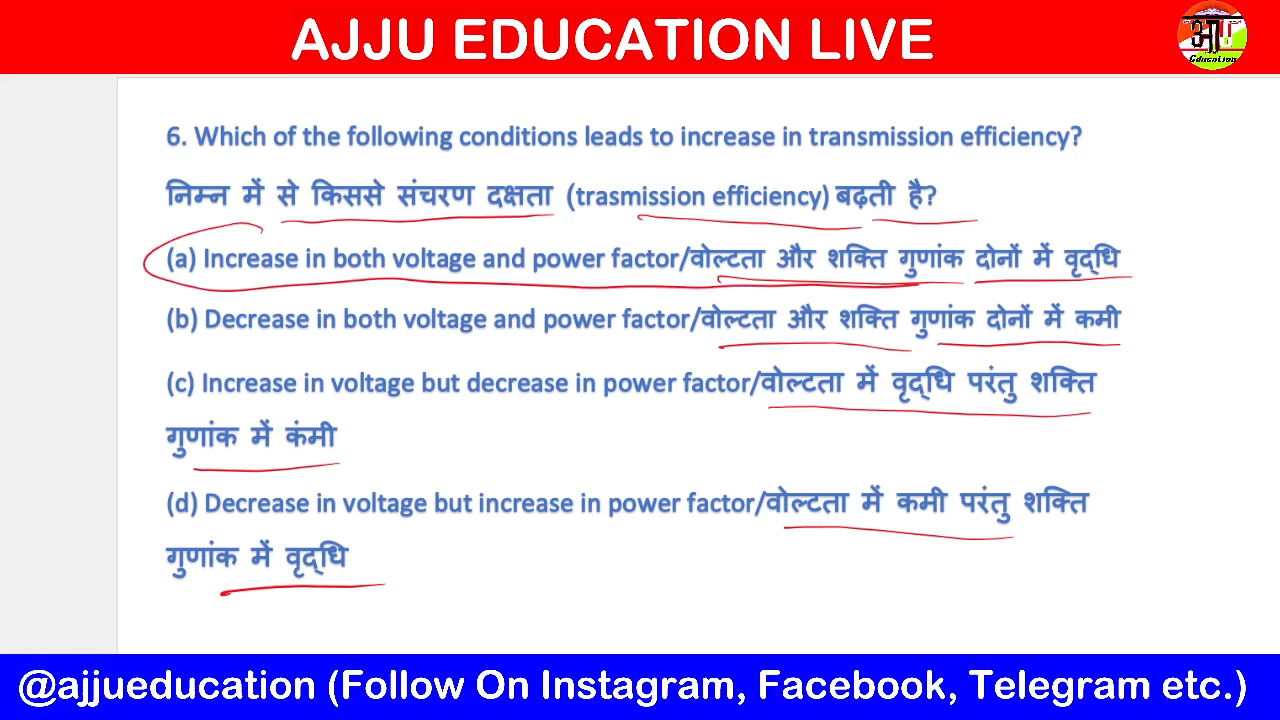 AJJU EDUCATION LIVE
आU
Education
6. Which of the following conditions leads to increase in transmission efficiency?
निम्न में से किससे संचरण दक्षता (trasmission efficiency) बढ़ती है?
(a) Increase in both voltage and power factor/वोल्टता और शक्ति गुणांक दोनों में वृद्धि
(b) Decrease in both voltage and power factor/वोल्टता और शक्ति गुणांक दोनों में कमी
(c) Increase in voltage but decrease in power factor/वोल्टता में वृद्धि परंतु शक्ति
गुणांक में कंमी
(d) Decrease in voltage but increase in power factor/वोल्टता में कमी परंतु शक्ति
गुणांक में वृद्धि
@ajjueducation (Follow On Instagram, Facebook, Telegram etc.)